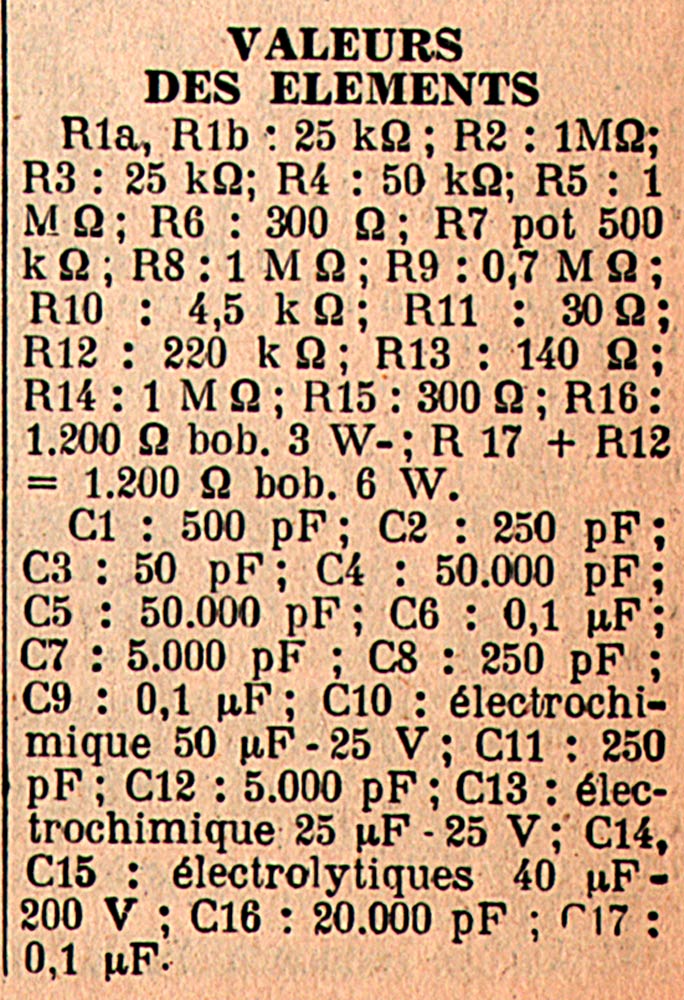 VALEURS
DES ELEMENTS
R1a, R1b : 25 kΩ ; R2 : 1MΩ;
R3 : 25 kΩ; R4 : 50 kΩ; R5 : 1
M Ω ; R6 : 300 Ω ; R7 pot 500
k Ω ; R8 : 1 M Ω ; R9 : 0,7 M Ω ;
R10 : 4,5 k Ω ; R11 : 30 Ω ;
R12 : 220 k Ω ; R13 : 140 Ω ;
R14 : 1 M Ω ; R15 : 300 Ω ; R16 :
1.200 Ω bob. 3 W- ; R 17 + R12
= 1.200 Ω bob. 6 W.
C1 : 500 pF ; C2 : 250 pF ;
C3 : 50 pF ; C4 : 50.000 pF ;
C5 : 50.000 pF ; C6 : 0,1 µF ;
C7 : 5.000 pF ; C8 : 250 pF ;
C9 : 0,1 µF ; C10 : électrochi-
mique 50 µF - 25 V ; C11 : 250
pF ; C12 : 5.000 pF ; C13 : élec-
trochimique 25 µF - 25 V ; C14,
C15 : électrolytiques 40 µF -
200 V ; C16 : 20.000 pF ; C17 :
0,1 µF.